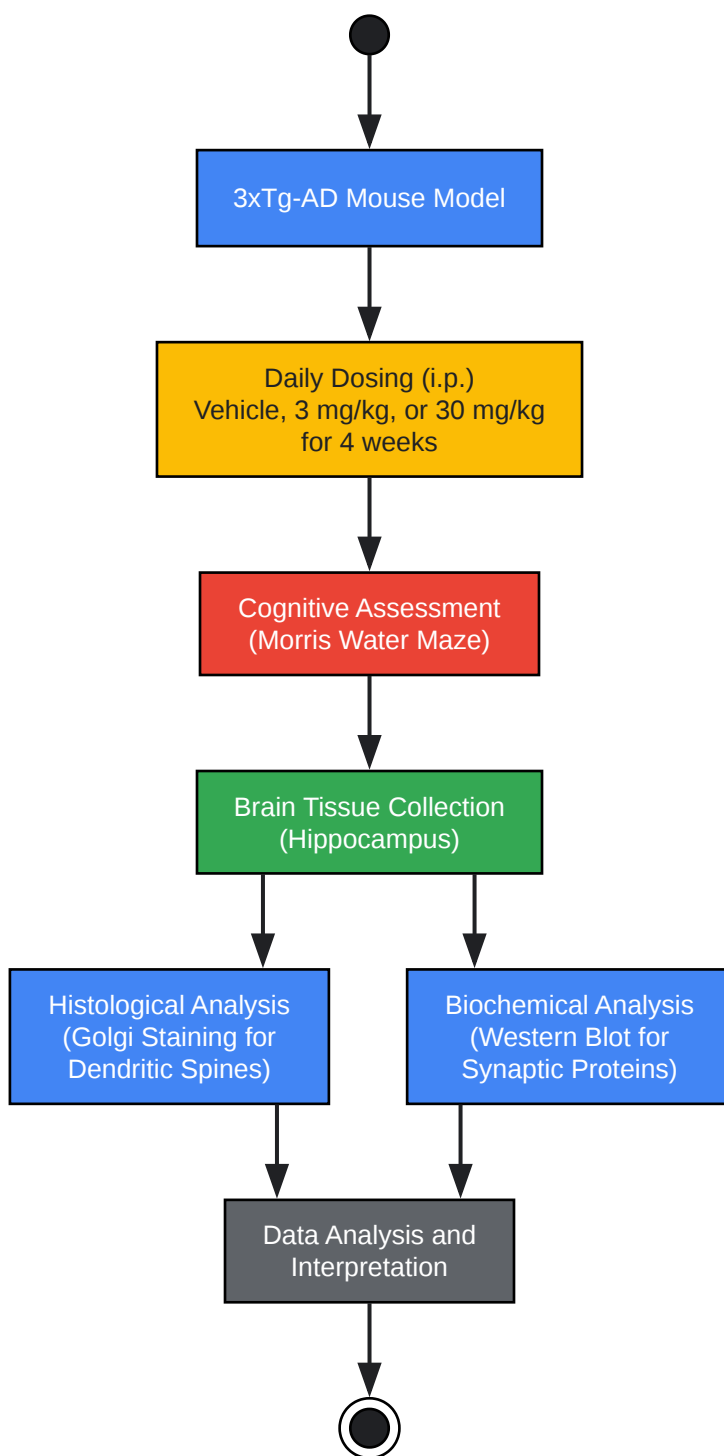 3xTg-AD Mouse Model
Daily Dosing (i.p.)
Vehicle, 3 mg/kg, or 30 mg/kg
for 4 weeks
Cognitive Assessment
(Morris Water Maze)
Brain Tissue Collection
(Hippocampus)
Histological Analysis
(Golgi Staining for
Dendritic Spines)
Biochemical Analysis
(Western Blot for
Synaptic Proteins)
Data Analysis and
Interpretation